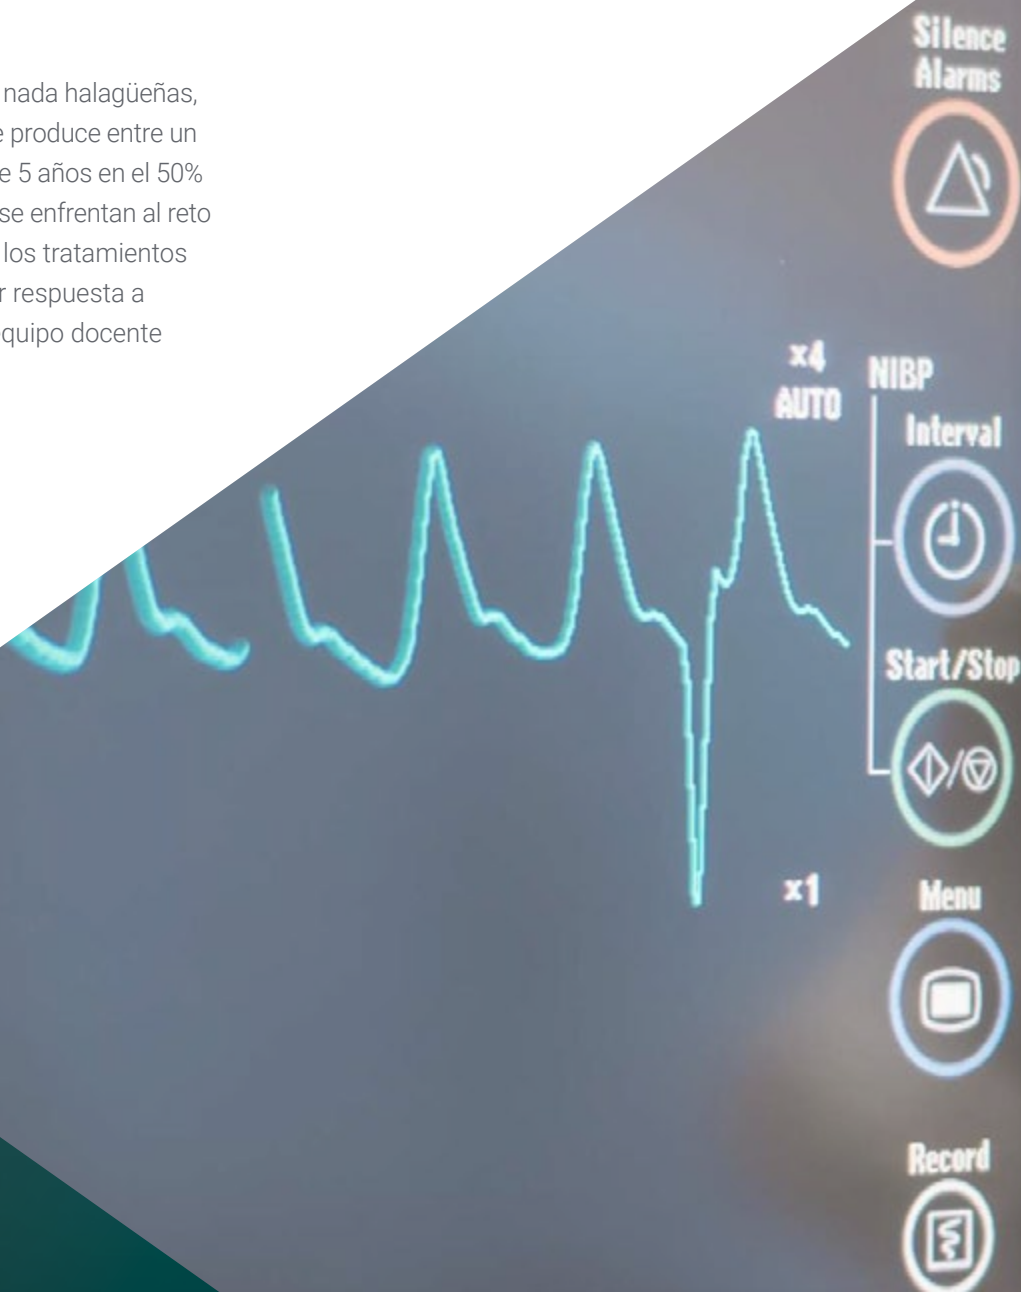 nada halagüeñas,
e produce entre un
e 5 años en el 50%
se enfrentan al reto
los tratamientos
r respuesta a
quipo docente
Silence
Alarms
x4
AUTO
NIBP
Interval
Start/Stop
x1
Menu
Record